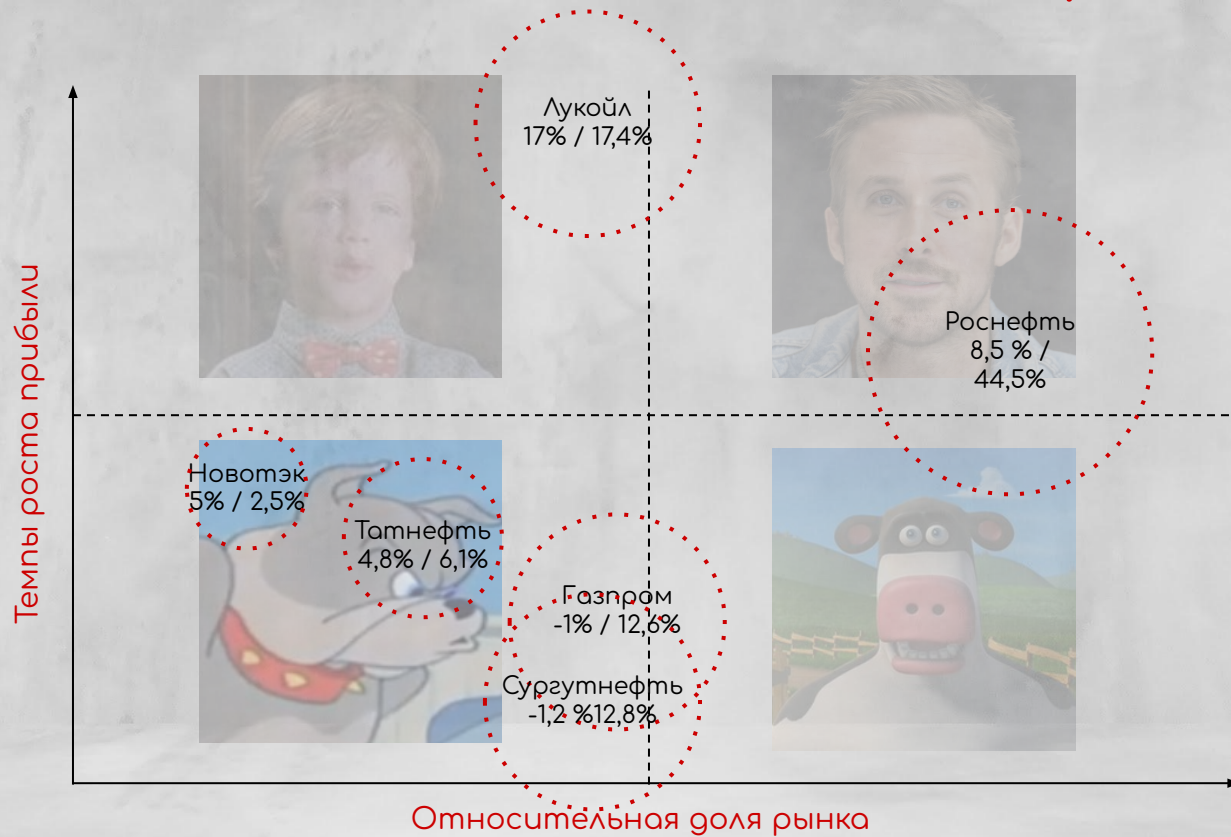 Лукойл
17% / 17,4%
Роснефть
8,5 % /
44,5%
Новотэк
5% / 2,5%
Татнефть
4,8% / 6,1%
Газпром
-1% / 12,6%
Сургутнефть
-1,2 %12,8%
Темпы роста прибыли
Относительная доля рынка